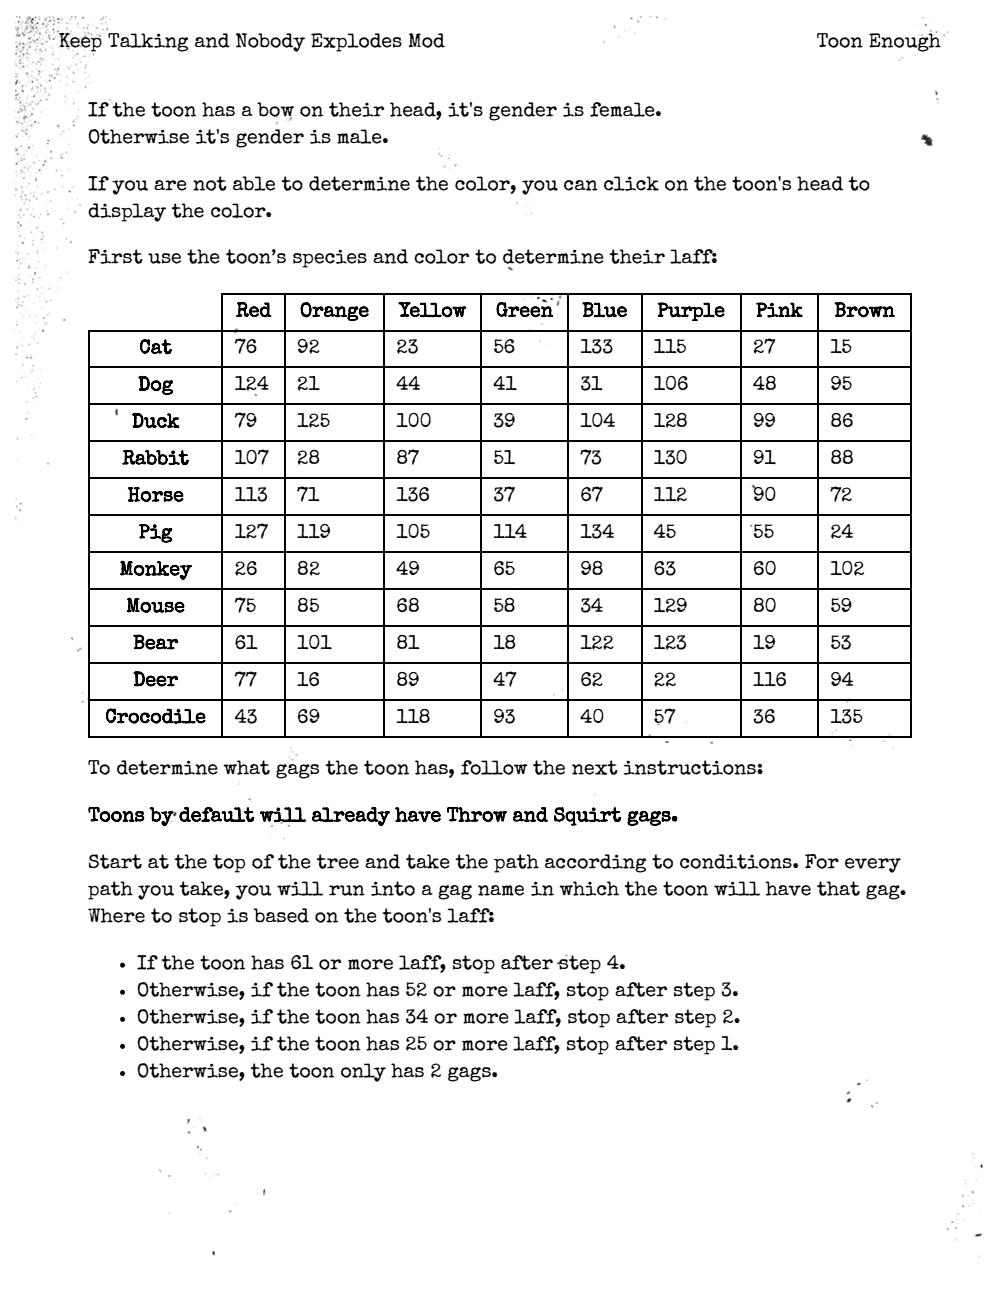 Keep Talking and Nobody Explodes Mod Toon Enough
If the toon has a bow on their head, it's gender is female.
Otherwise it's gender is male.
If you are not able to determine the color, you can click on the toon's head to
display the color.
First use the toon’s species and color to determine their laff:
Red Orange Yellow Green Blue Purple Pink Brown
Cat 76 92 23 56 133 115 27 15
Dog 124 21 44 41 31 106 48 95
Duck 79 125 100 39 104 128 99 86
Rabbit 107 28 87 51 73 130 91 88
Horse 113 71 136 37 67 112 90 72
Pig 127 119 105 114 134 45 55 24
Monkey 26 82 49 65 98 63 60 102
Mouse 75 85 68 58 34 129 80 59
Bear 61 101 81 18 122 123 19 53
Deer 77 16 89 47 62 22 116 94
Crocodile 43 69 118 93 40 57 36 135
To determine what gags the toon has, follow the next instructions:
Toons by default will already have Throw and Squirt gags.
Start at the top of the tree and take the path according to conditions. For every
path you take, you will run into a gag name in which the toon will have that gag.
Where to stop is based on the toon's laff:
• If the toon has 61 or more laff, stop after step 4.
• Otherwise, if the toon has 52 or more laff, stop after step 3.
• Otherwise, if the toon has 34 or more laff, stop after step 2.
• Otherwise, if the toon has 25 or more laff, stop after step 1.
• Otherwise, the toon only has 2 gags.